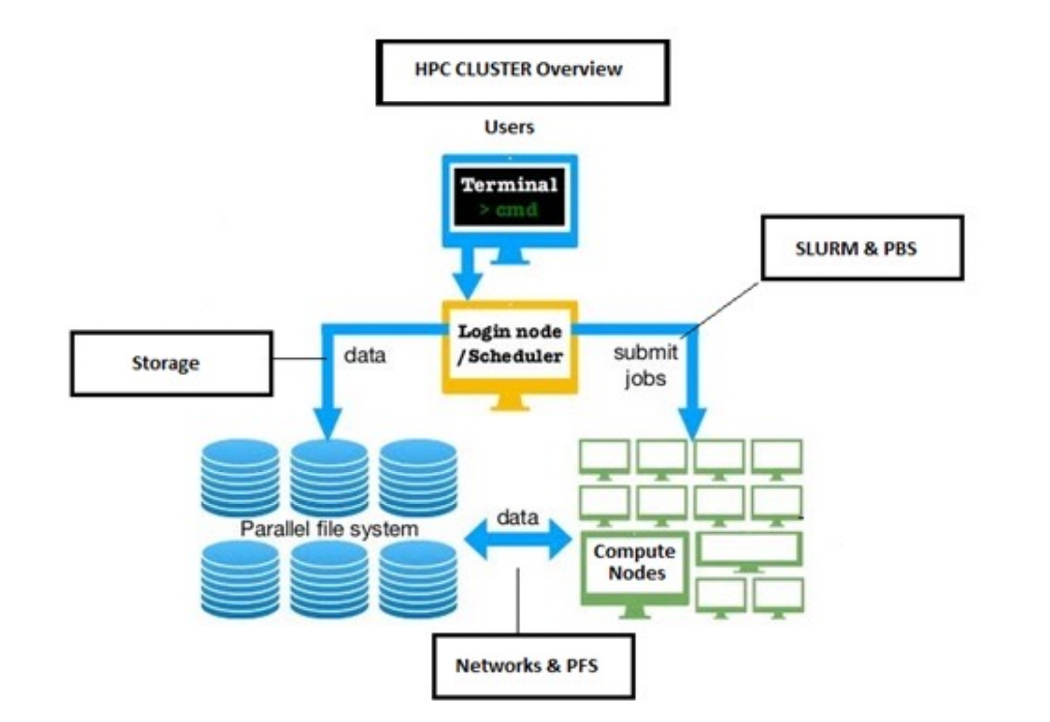 HPC CLUSTER Overview
Users
Terminal
> cmd
SLURM & PBS
Login node
/Scheduler
Storage
data
submit
jobs
Parallel file system
data
Compute
Nodes
Networks & PFS